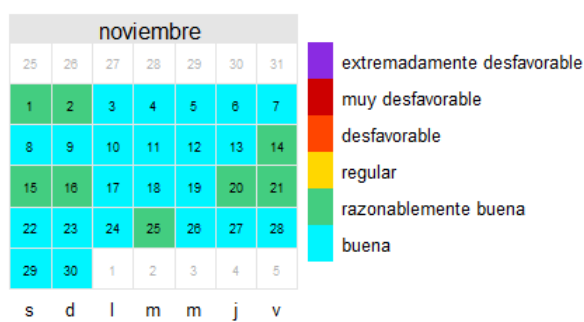 noviembre
25 26 27 28 29 30 31
1 2 3 4 5 6 7
8 9 10 11 12 13 14
15 16 17 18 19 20 21
22 23 24 25 26 27 28
29 30 1 2 3 4 5
s d l m m j v
extremadamente desfavorable
muy desfavorable
desfavorable
regular
razonablemente buena
buena